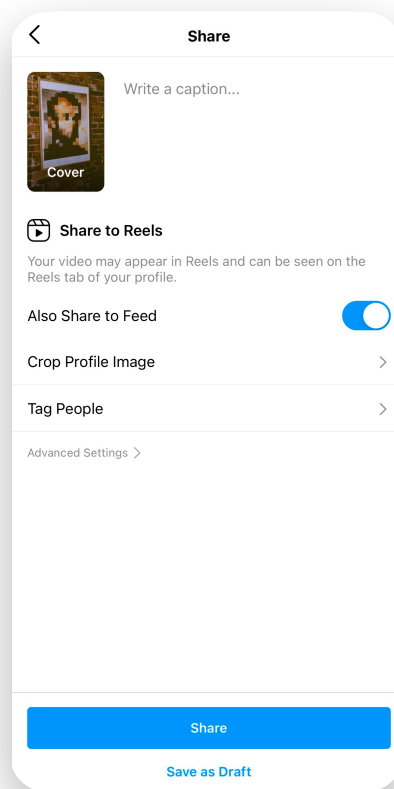 Share
Write a caption...
Cover
Share to Reels
Your video may appear in Reels and can be seen on the
Reels tab of your profile.
Also Share to Feed
Crop Profile Image
Tag People
Advanced Settings
Share
Save as Draft